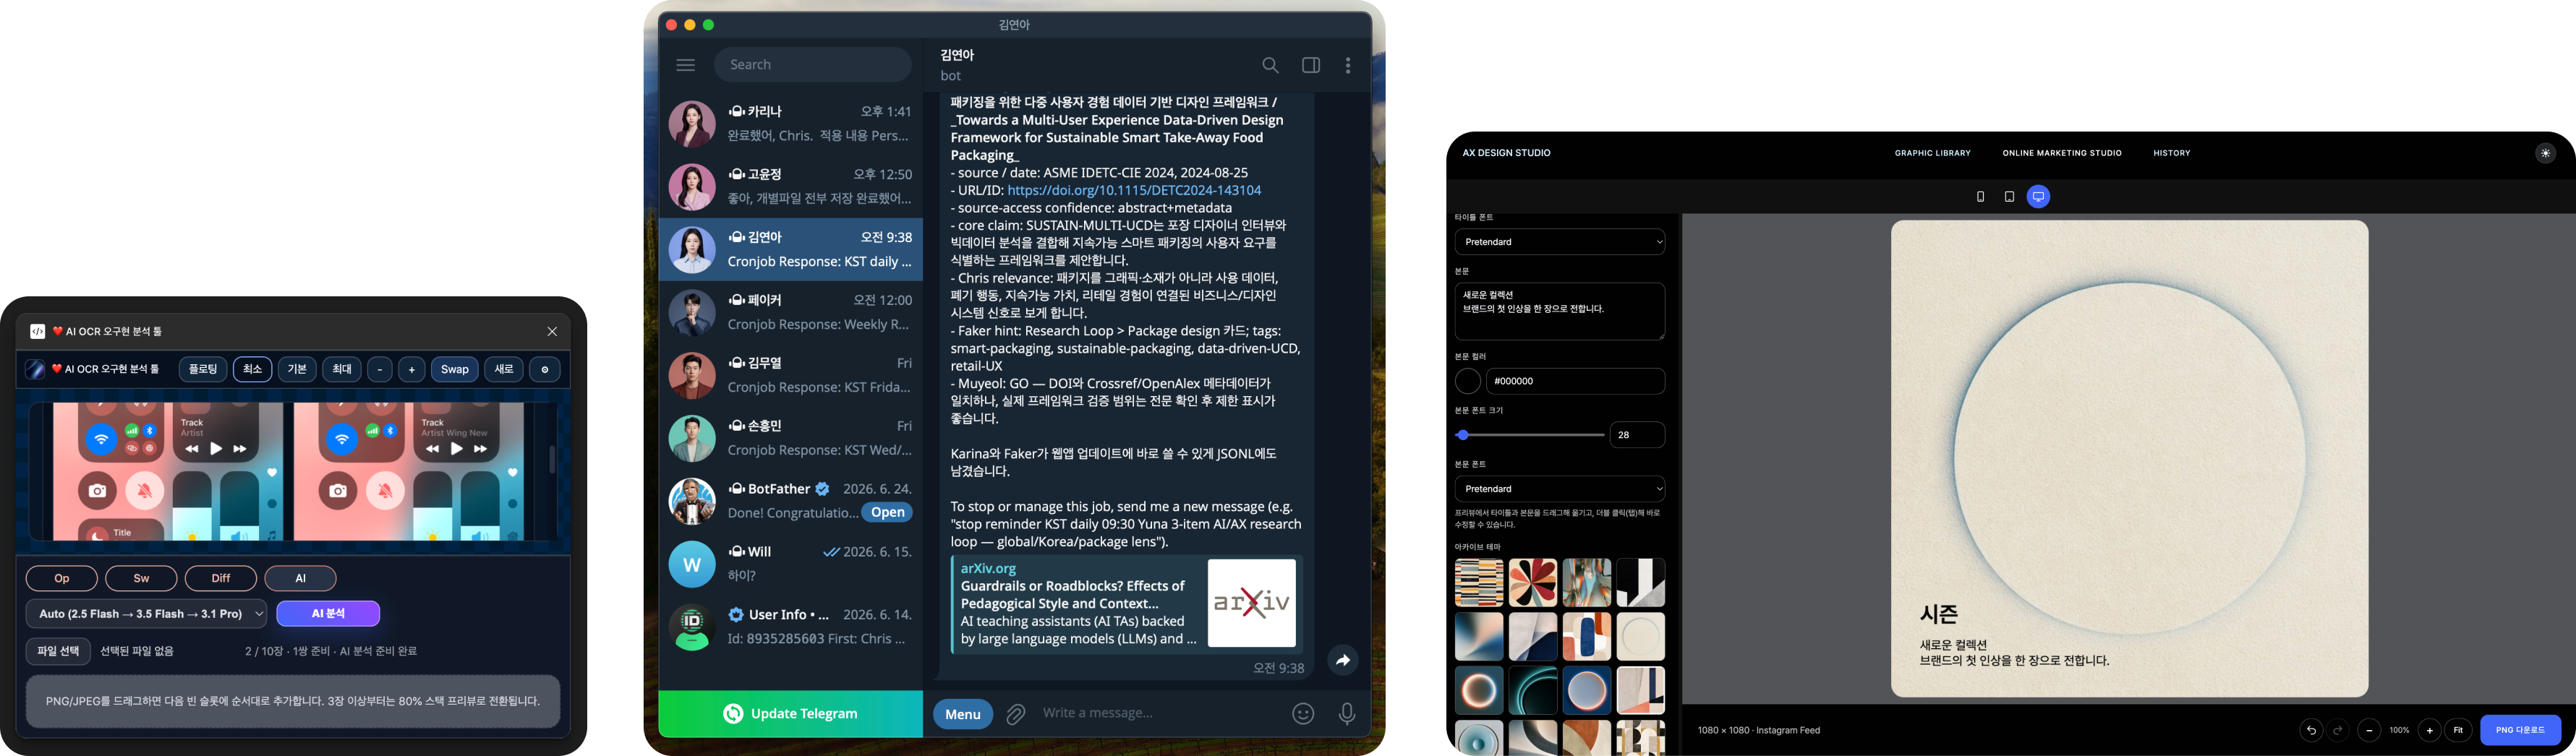 ❤️ AI OCR 오구현 분석 툴
❤️ AI OCR 오구현 분석 툴
플로팅
최소
기본
최대
-
+
Swap
새로
Track
Artist
Track
Artist Wing New
Title
Op
Sw
Diff
AI
Auto (2.5 Flash → 3.5 Flash → 3.1 Pro)
AI 분석
파일 선택
선택된 파일 없음
2 / 10장 · 1쌍 준비 · AI 분석 준비 완료
PNG/JPEG를 드래그하면 다음 빈 슬롯에 순서대로 추가합니다. 3장 이상부터는 80% 스택 프리뷰로 전환됩니다.
김연아
Search
카리나
오후 1:41
완료했어, Chris. 적용 내용 Pers...
고윤정
오후 12:50
좋아, 개별파일 전부 저장 완료했어...
김연아
오전 9:38
Cronjob Response: KST daily ...
페이커
오전 12:00
Cronjob Response: Weekly R...
김무열
Fri
Cronjob Response: KST Frida...
손흥민
Fri
Cronjob Response: KST Wed/...
BotFather
2026. 6. 24.
Done! Congratulatio...
Open
W
Will
2026. 6. 15.
하이?
ID
User Info • ...
2026. 6. 14.
Id: 8935285603 First: Chris ...
Update Telegram
김연아
bot
패키징을 위한 다중 사용자 경험 데이터 기반 디자인 프레임워크 /
_Towards a Multi-User Experience Data-Driven Design
Framework for Sustainable Smart Take-Away Food
Packaging_
- source / date: ASME IDETC-CIE 2024, 2024-08-25
- URL/ID: https://doi.org/10.1115/DETC2024-143104
- source-access confidence: abstract+metadata
- core claim: SUSTAIN-MULTI-UCD는 포장 디자이너 인터뷰와
빅데이터 분석을 결합해 지속가능 스마트 패키징의 사용자 요구를
식별하는 프레임워크를 제안합니다.
- Chris relevance: 패키지를 그래픽·소재가 아니라 사용 데이터,
폐기 행동, 지속가능 가치, 리테일 경험이 연결된 비즈니스/디자인
시스템 신호로 보게 합니다.
- Faker hint: Research Loop > Package design 카드; tags:
smart-packaging, sustainable-packaging, data-driven-UCD,
retail-UX
- Muyeol: GO — DOI와 Crossref/OpenAlex 메타데이터가
일치하나, 실제 프레임워크 검증 범위는 전문 확인 후 제한 표시가
좋습니다.
Karina와 Faker가 웹앱 업데이트에 바로 쓸 수 있게 JSONL에도
남겼습니다.
To stop or manage this job, send me a new message (e.g.
"stop reminder KST daily 09:30 Yuna 3-item AI/AX research
loop — global/Korea/package lens").
arXiv.org
Guardrails or Roadblocks? Effects of
Pedagogical Style and Context...
AI teaching assistants (AI TAs) backed
by large language models (LLMs) and ...
arXiv
오전 9:38
Menu
Write a message...
AX DESIGN STUDIO
GRAPHIC LIBRARY
ONLINE MARKETING STUDIO
HISTORY
타이틀 폰트
Pretendard
본문
새로운 컬렉션
브랜드의 첫 인상을 한 장으로 전합니다.
본문 컬러
#000000
본문 폰트 크기
28
본문 폰트
Pretendard
프리뷰에서 타이틀과 본문을 드래그해 옮기고, 더블 클릭(탭)해 바로
수정할 수 있습니다.
아카이브 테마
시즌
새로운 컬렉션
브랜드의 첫 인상을 한 장으로 전합니다.
1080 × 1080 · Instagram Feed
100%
Fit
PNG 다운로드